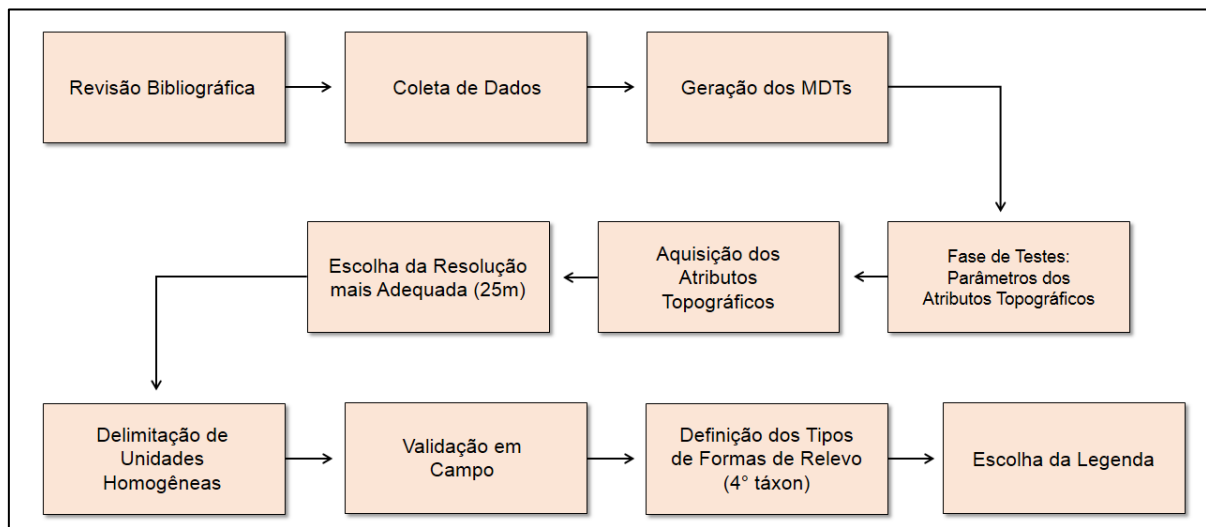 Revisão Bibliográfica
Coleta de Dados
Geração dos MDTs
Fase de Testes:
Parâmetros dos
Atributos Topográficos
Aquisição dos
Atributos
Topográficos
Escolha da Resolução
mais Adequada (25m)
Delimitação de
Unidades
Homogêneas
Validação em
Campo
Definição dos Tipos
de Formas de Relevo
(4° táxon)
Escolha da Legenda